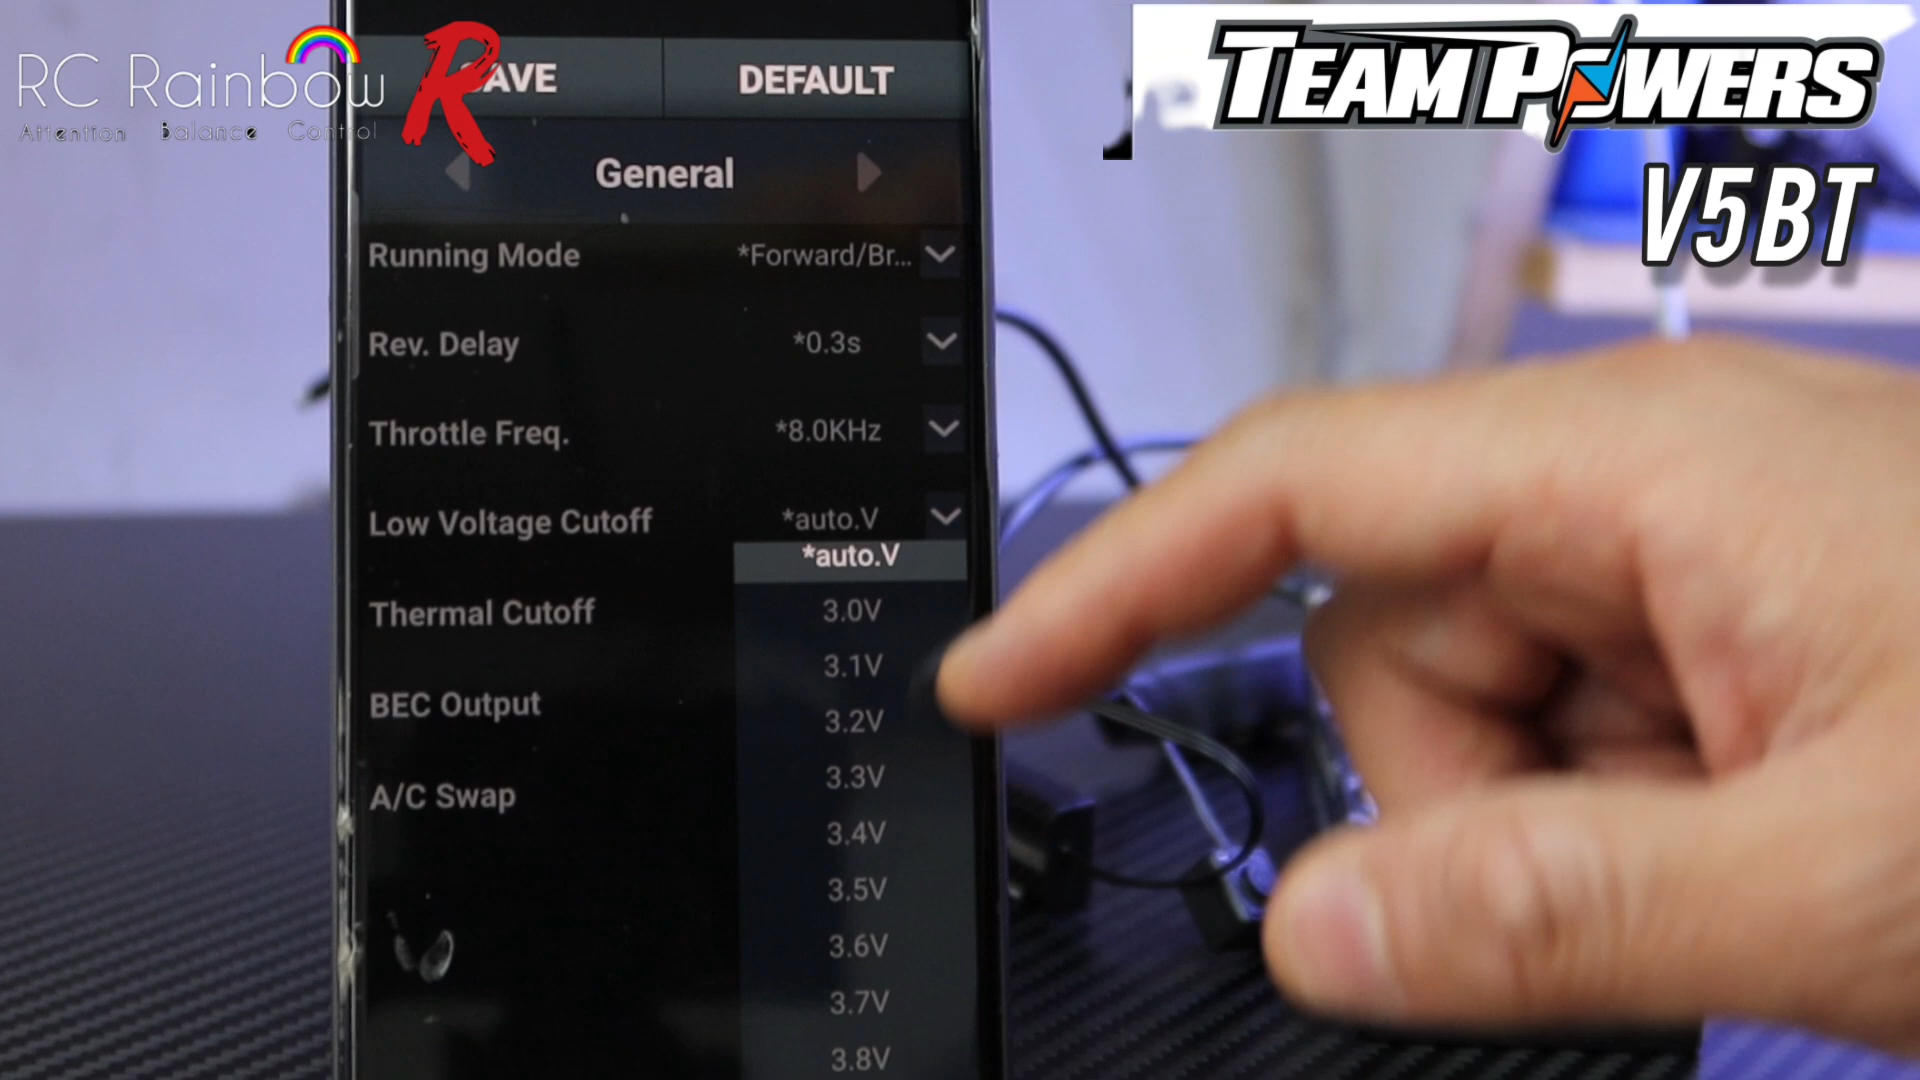 RC Rainbow R
Attention Balance Control
TEAM POWERS
V5BT
SAVE
DEFAULT
General
Running Mode *Forward/Br...
Rev. Delay *0.3s
Throttle Freq. *8.0KHz
Low Voltage Cutoff *auto.V
*auto.V
Thermal Cutoff
3.0V
3.1V
BEC Output
3.2V
3.3V
A/C Swap
3.4V
3.5V
3.6V
3.7V
3.8V